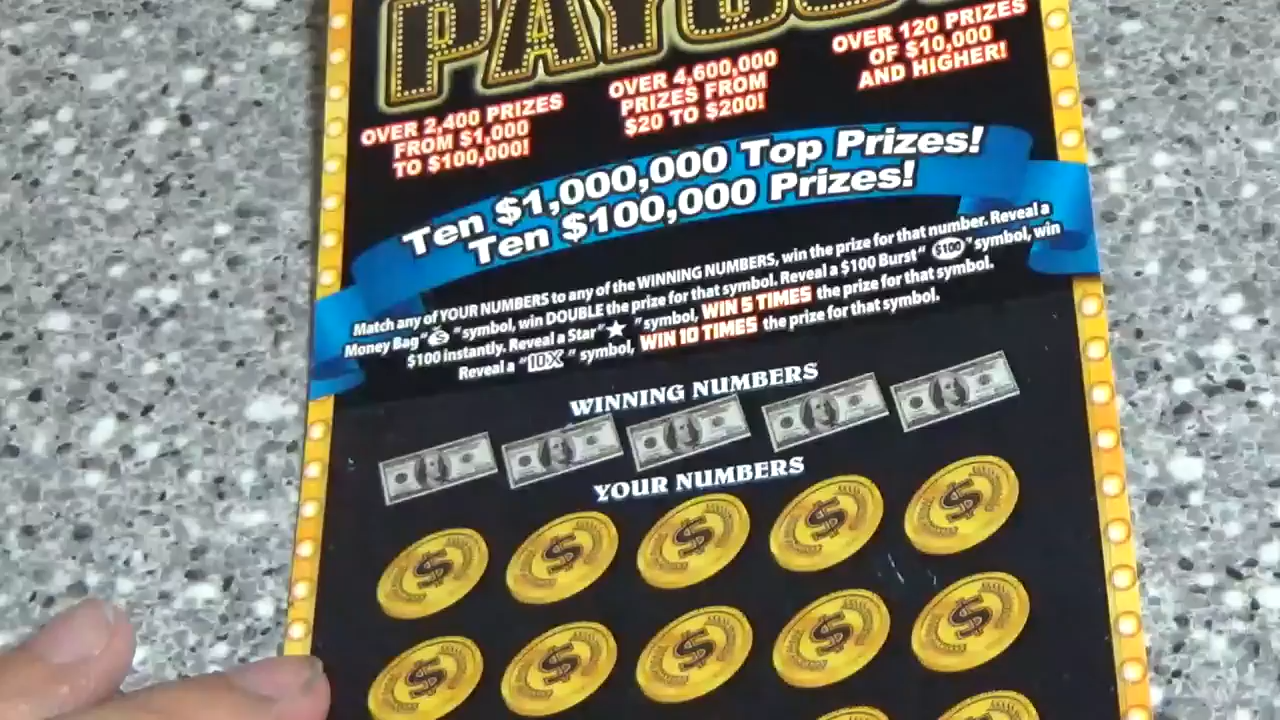 PAYOUT
OVER 2,400 PRIZES
FROM $1,000
TO $100,000!
OVER 4,600,000
PRIZES FROM
$20 TO $200!
OVER 120 PRIZES
OF $10,000
AND HIGHER!
Ten $1,000,000 Top Prizes!
Ten $100,000 Prizes!
Match any of YOUR NUMBERS to any of the WINNING NUMBERS, win the prize for that number. Reveal a
Money Bag "$" symbol, win DOUBLE the prize for that symbol. Reveal a $100 Burst" $100 "symbol, win
$100 instantly. Reveal a Star"★ "symbol, WIN 5 TIMES the prize for that symbol.
Reveal a "10X" symbol, WIN 10 TIMES the prize for that symbol.
WINNING NUMBERS
YOUR NUMBERS
$ $ $ $ $
$ $ $ $ $